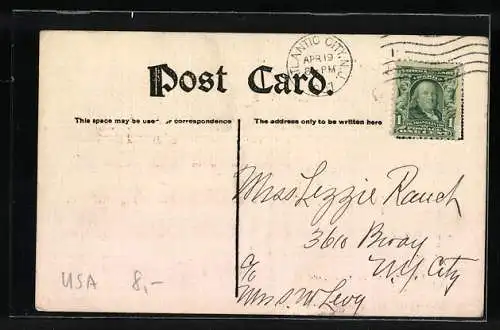 ATLANTIC CITY, N.J.
APR 19
PM
Post Card.
This space may be used for correspondence
The address only to be written here
1
Miss Lizzie Rauch
3610 Bway
N.Y. City
c/o
Mrs. W. Levy
USA 8,-